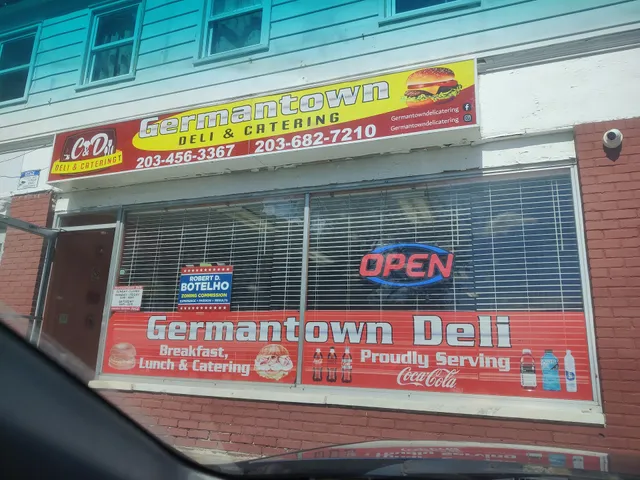 Germantown
DELI & CATERING
203-456-3367 203-682-7210
C&D
DELI & CATERING
Germantowndelicatering
Germantowndelicatering
OPEN
ROBERT D.
BOTELHO
ZONING COMMISSION
Germantown Deli
Breakfast,
Lunch & Catering
Proudly Serving
Coca-Cola